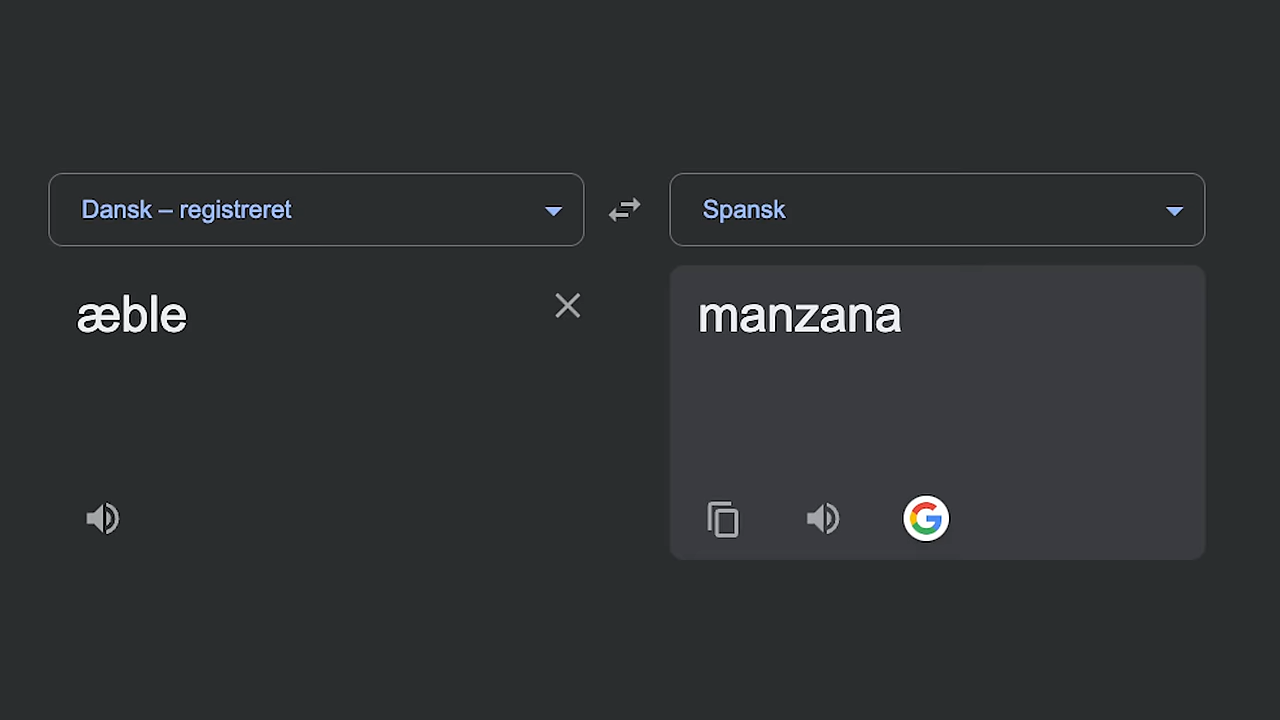 Dansk – registreret
Spansk
æble
manzana